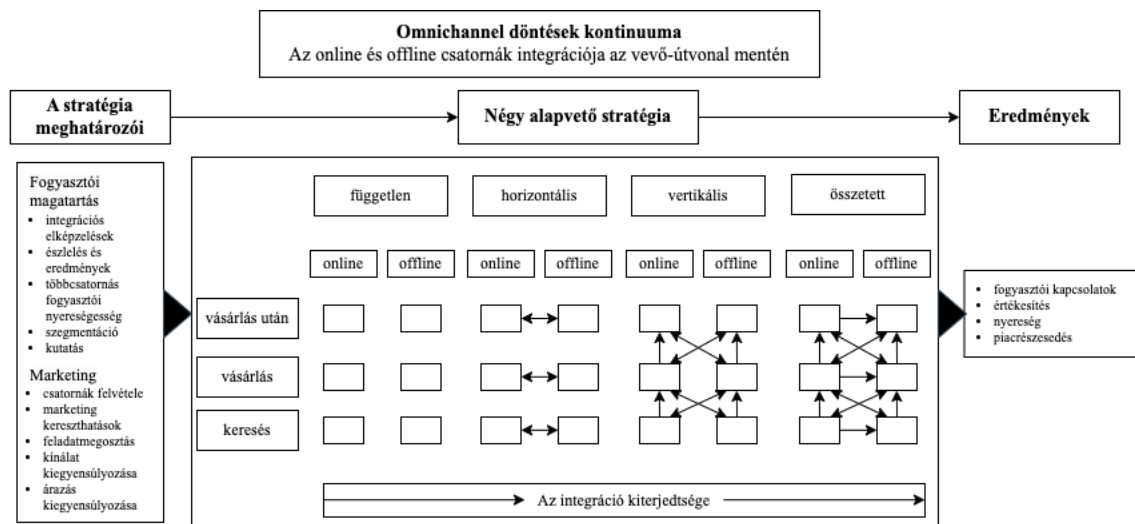 Omnichannel döntések kontinuuma
Az online és offline csatornák integrációja az vevő-útvonal mentén
A stratégia
meghatározói
Négy alapvető stratégia
Eredmények
Fogyasztói
magatartás
▪ integrációs
elképzelések
▪ észlelés és
eredmények
▪ többcsatornás
fogyasztói
nyereségesség
▪ szegmentáció
▪ kutatás
Marketing
▪ csatornák felvétele
▪ marketing
kereszthatások
▪ feladatmegosztás
▪ kínálat
kiegyensúlyozása
▪ árazás
kiegyensúlyozása
független
horizontális
vertikális
összetett
online
offline
online
offline
online
offline
online
offline
vásárlás után
vásárlás
keresés
Az integráció kiterjedtsége
▪ fogyasztói kapcsolatok
▪ értékesítés
▪ nyereség
▪ piacrészesedés